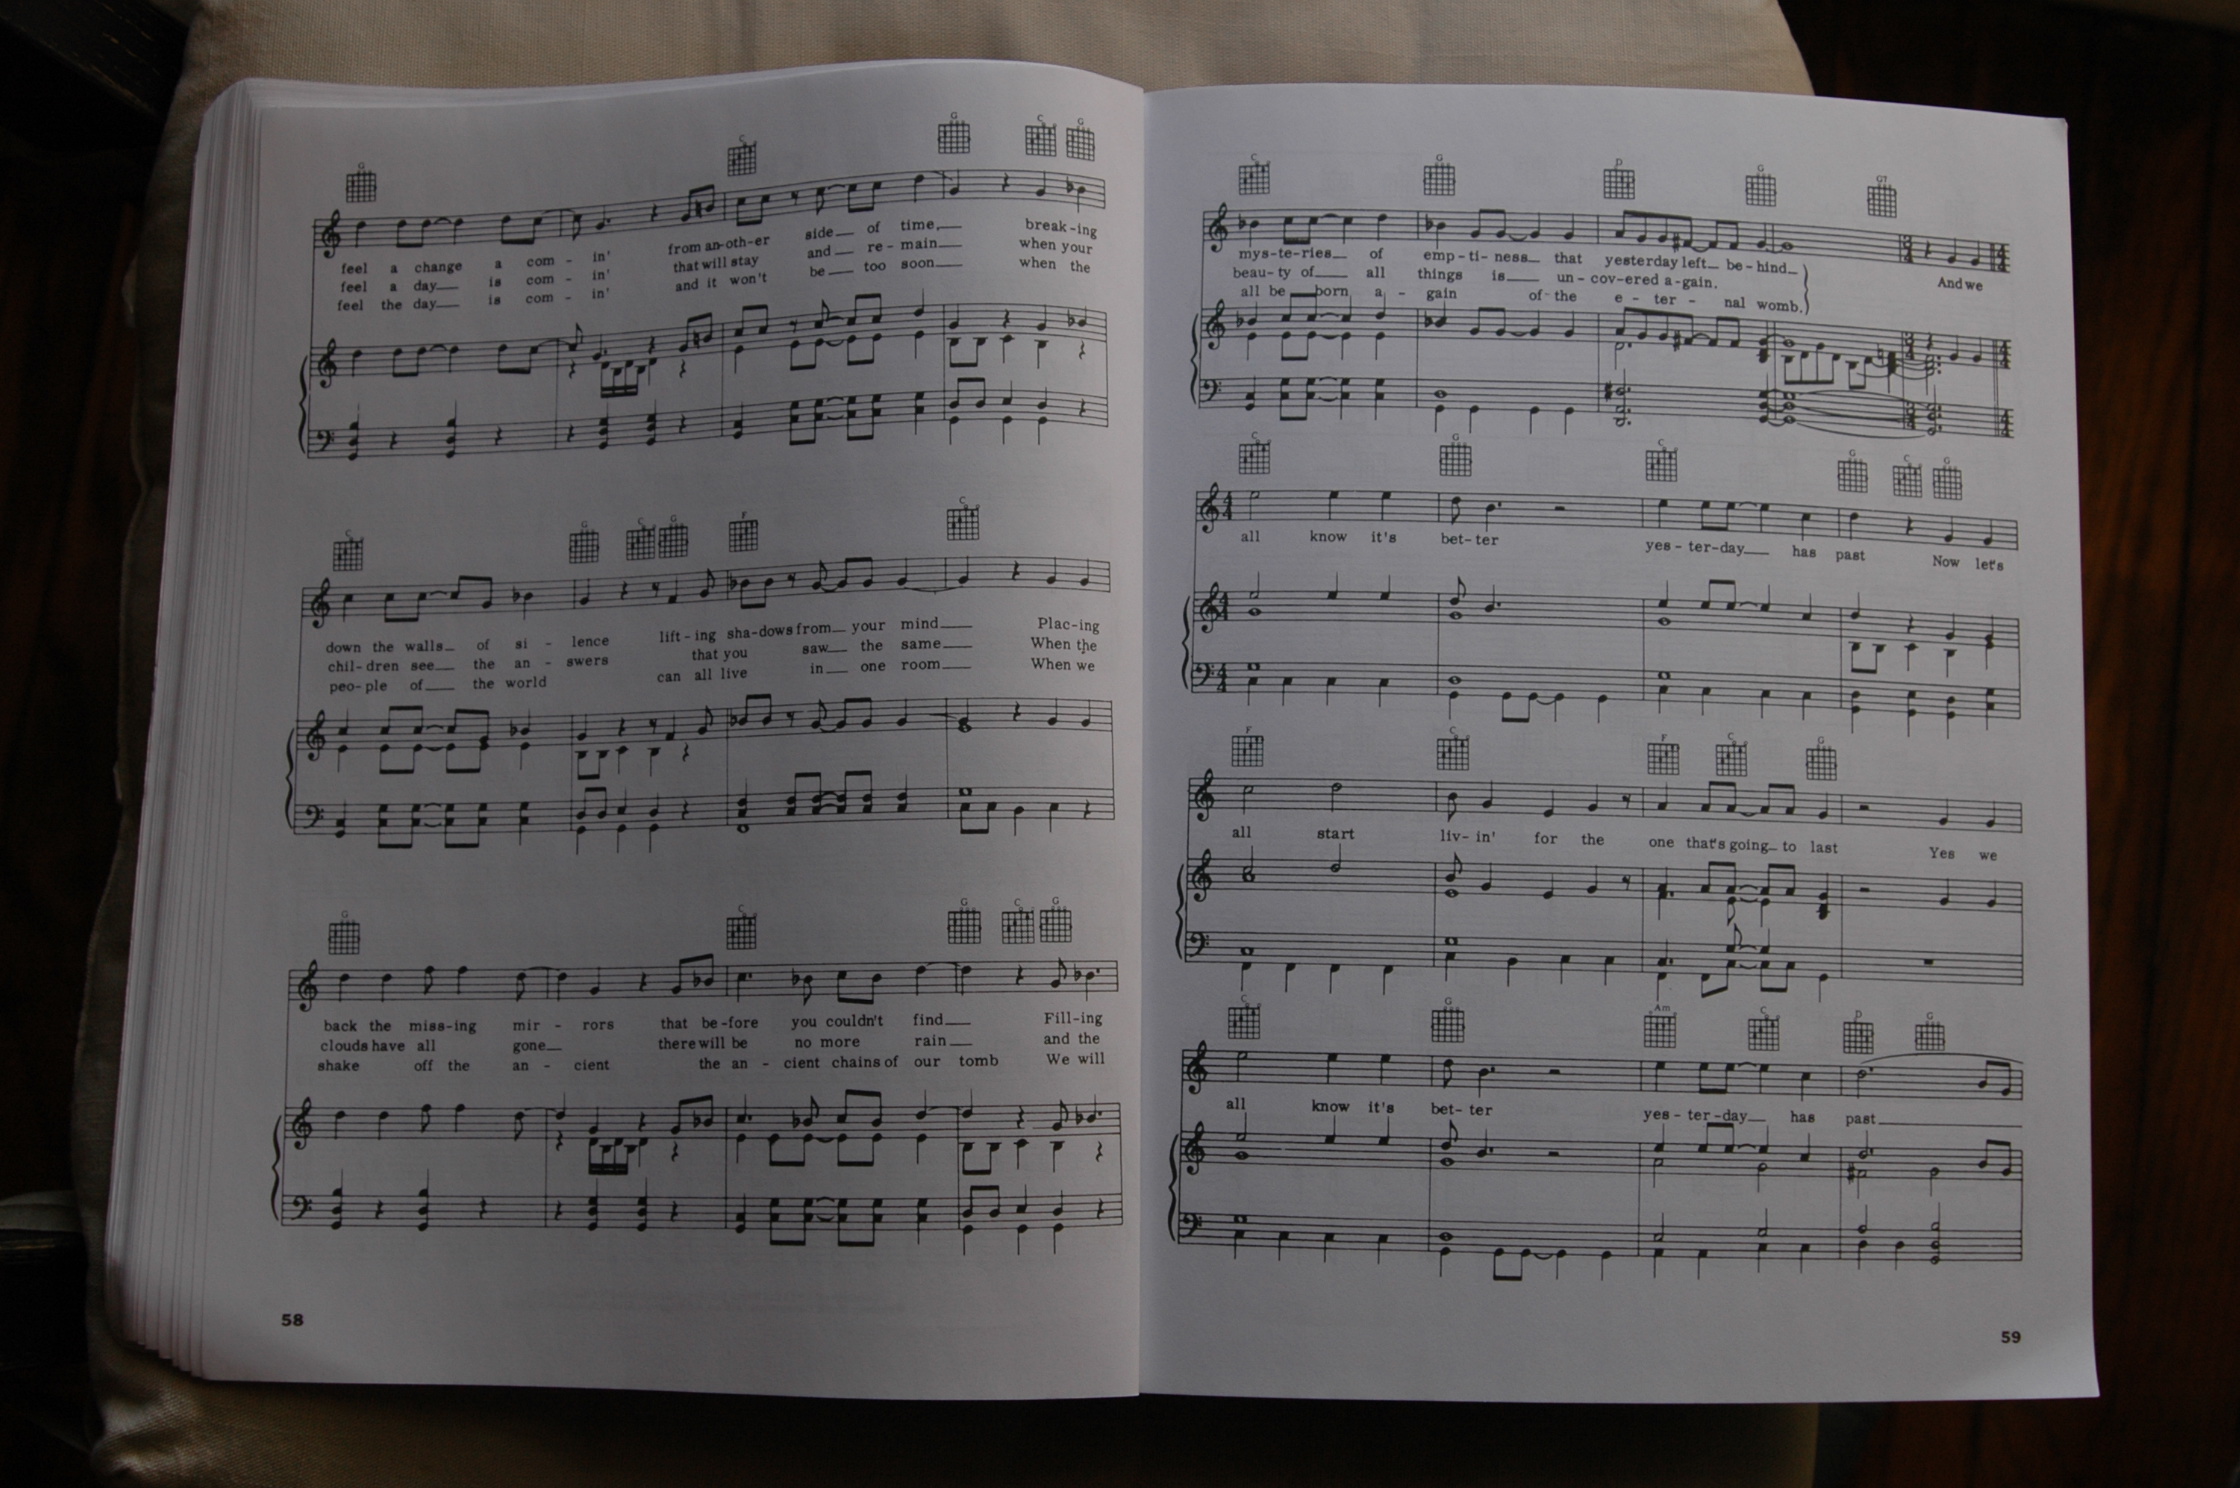 G C G C G
feel a change a com - in' from an-oth-er side of time, break-ing
feel a day is com - in' that will stay and re-main when your
feel the day is com - in' and it won't be too soon when the
C G C G F C
down the walls of si - lence lift-ing sha-dows from your mind Plac-ing
chil-dren see the an - swers that you saw the same When the
peo-ple of the world can all live in one room When we
G C G C G
back the miss-ing mir - rors that be-fore you couldn't find Fill-ing
clouds have all gone there will be no more rain and the
shake off the an - cient the an - cient chains of our tomb We will
58
C G D G G7
mys-te-ries of emp-ti-ness that yesterday left be-hind
beau-ty of all things is un-cov-ered a-gain. And we
all be born a - gain of the e - ter - nal womb.
C G C G C G
4 4
all know it's bet-ter yes-ter-day has past Now let's
F C F C G
all start liv-in' for the one that's going to last Yes we
C G Am C D G
all know it's bet-ter yes-ter-day has past
59